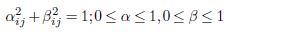 α²ᵢⱼ + β²ᵢⱼ = 1; 0 ≤ α ≤ 1, 0 ≤ β ≤ 1